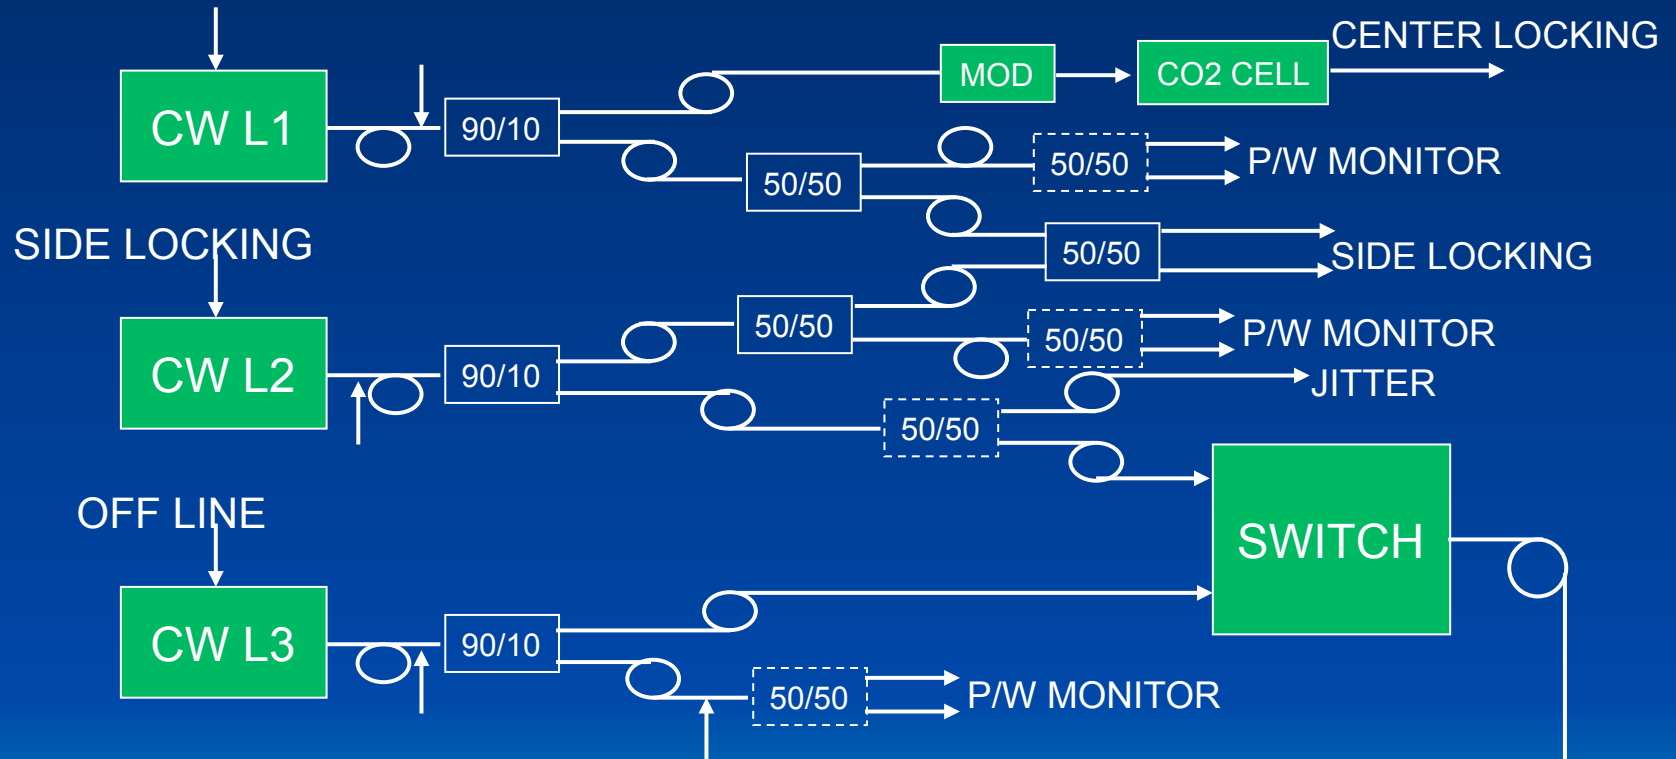 CENTER LOCKING
MOD
CO2 CELL
CW L1
90/10
50/50
50/50
P/W MONITOR
SIDE LOCKING
50/50
SIDE LOCKING
CW L2
90/10
50/50
50/50
P/W MONITOR
JITTER
50/50
OFF LINE
SWITCH
CW L3
90/10
50/50
P/W MONITOR